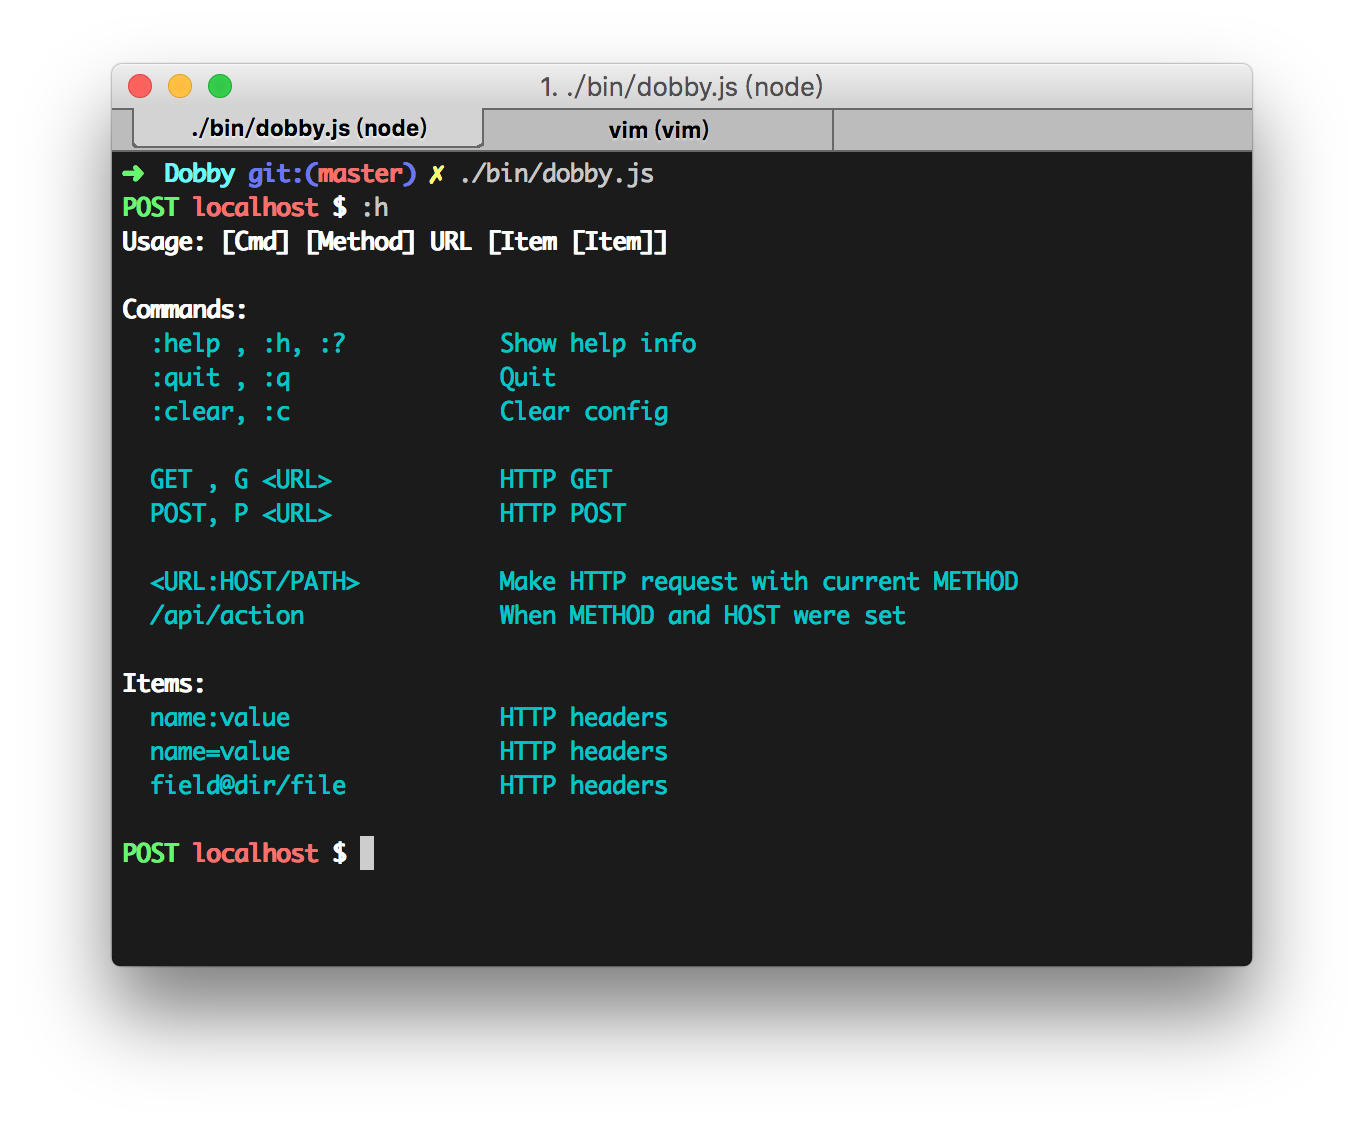 1. ./bin/dobby.js (node)
./bin/dobby.js (node) vim (vim)
➜ Dobby git:(master) ✗ ./bin/dobby.js
POST localhost $ :h
Usage: [Cmd] [Method] URL [Item [Item]]
Commands:
:help , :h, :? Show help info
:quit , :q Quit
:clear, :c Clear config
GET , G <URL> HTTP GET
POST, P <URL> HTTP POST
<URL:HOST/PATH> Make HTTP request with current METHOD
/api/action When METHOD and HOST were set
Items:
name:value HTTP headers
name=value HTTP headers
field@dir/file HTTP headers
POST localhost $